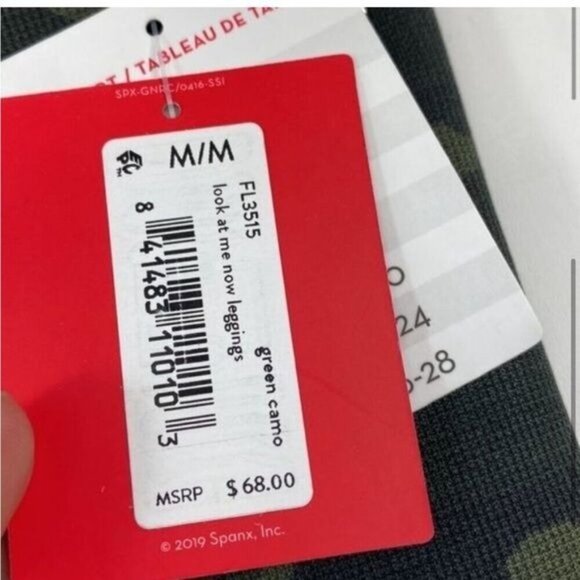 / TABLEAU DE
SPX-GNRC/0416-SSI
M/M
FL3515
look at me now leggings
green camo
8 41483 11010 3
MSRP $68.00
© 2019 Spanx, Inc.
24
-28